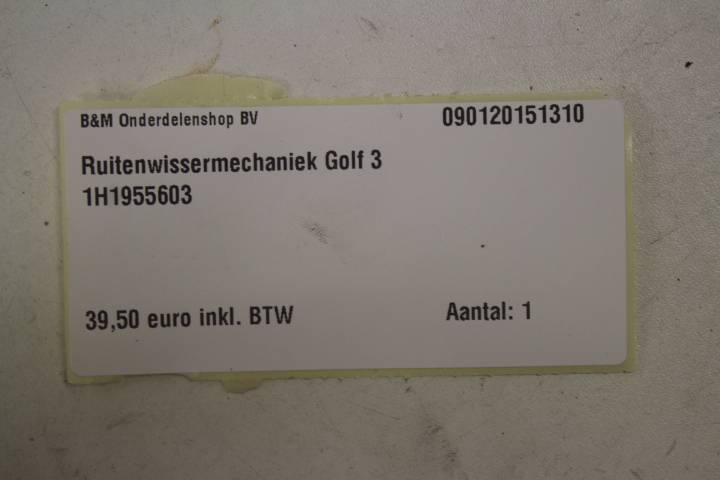 B&M Onderdelenshop BV 090120151310
Ruitenwissermechaniek Golf 3
1H1955603
39,50 euro inkl. BTW Aantal: 1